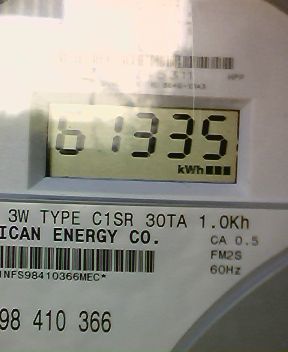 61335
kWh
3W TYPE C1SR 30TA 1.0Kh
ICAN ENERGY CO.
CA 0.5
FM2S
60Hz
NFS98410366MEC*
98 410 366